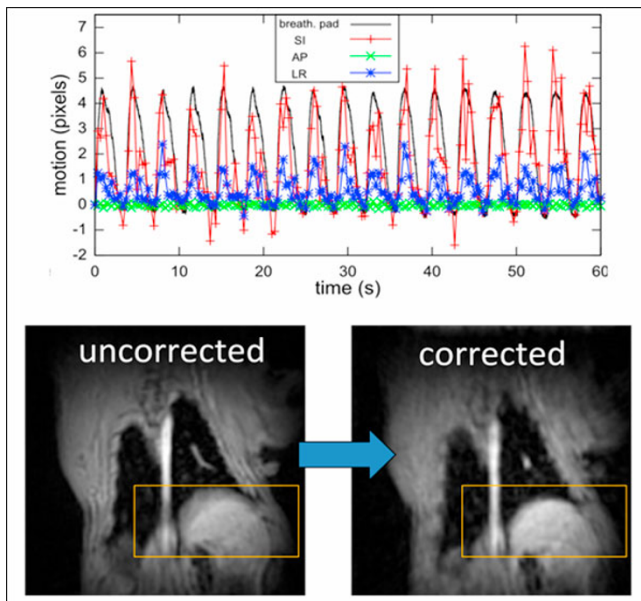 breath. pad
SI
AP
LR
motion (pixels)
7
6
5
4
3
2
1
0
-1
-2
0 10 20 30 40 50 60
time (s)
uncorrected
corrected